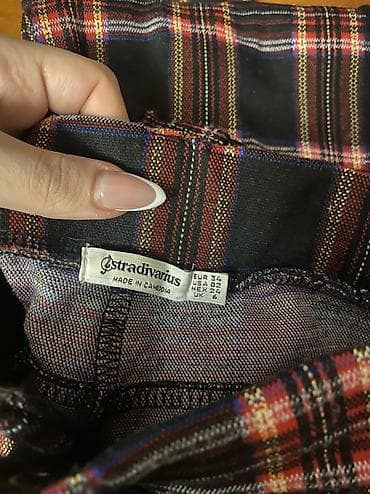 stradivarius
MADE IN CAMBODIA
EUR 34
USA 02
MEX 24
UK 6